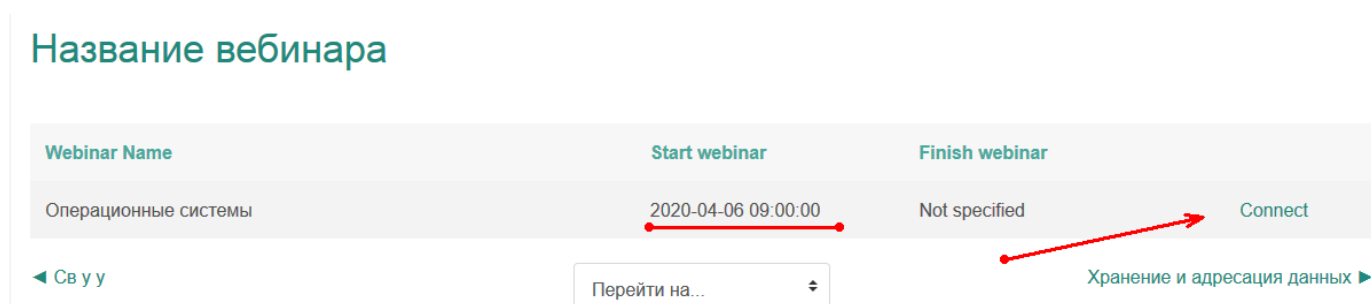 Название вебинара
Webinar Name Start webinar Finish webinar
Операционные системы 2020-04-06 09:00:00 Not specified Connect
◄ Св у у Перейти на... Хранение и адресация данных ►